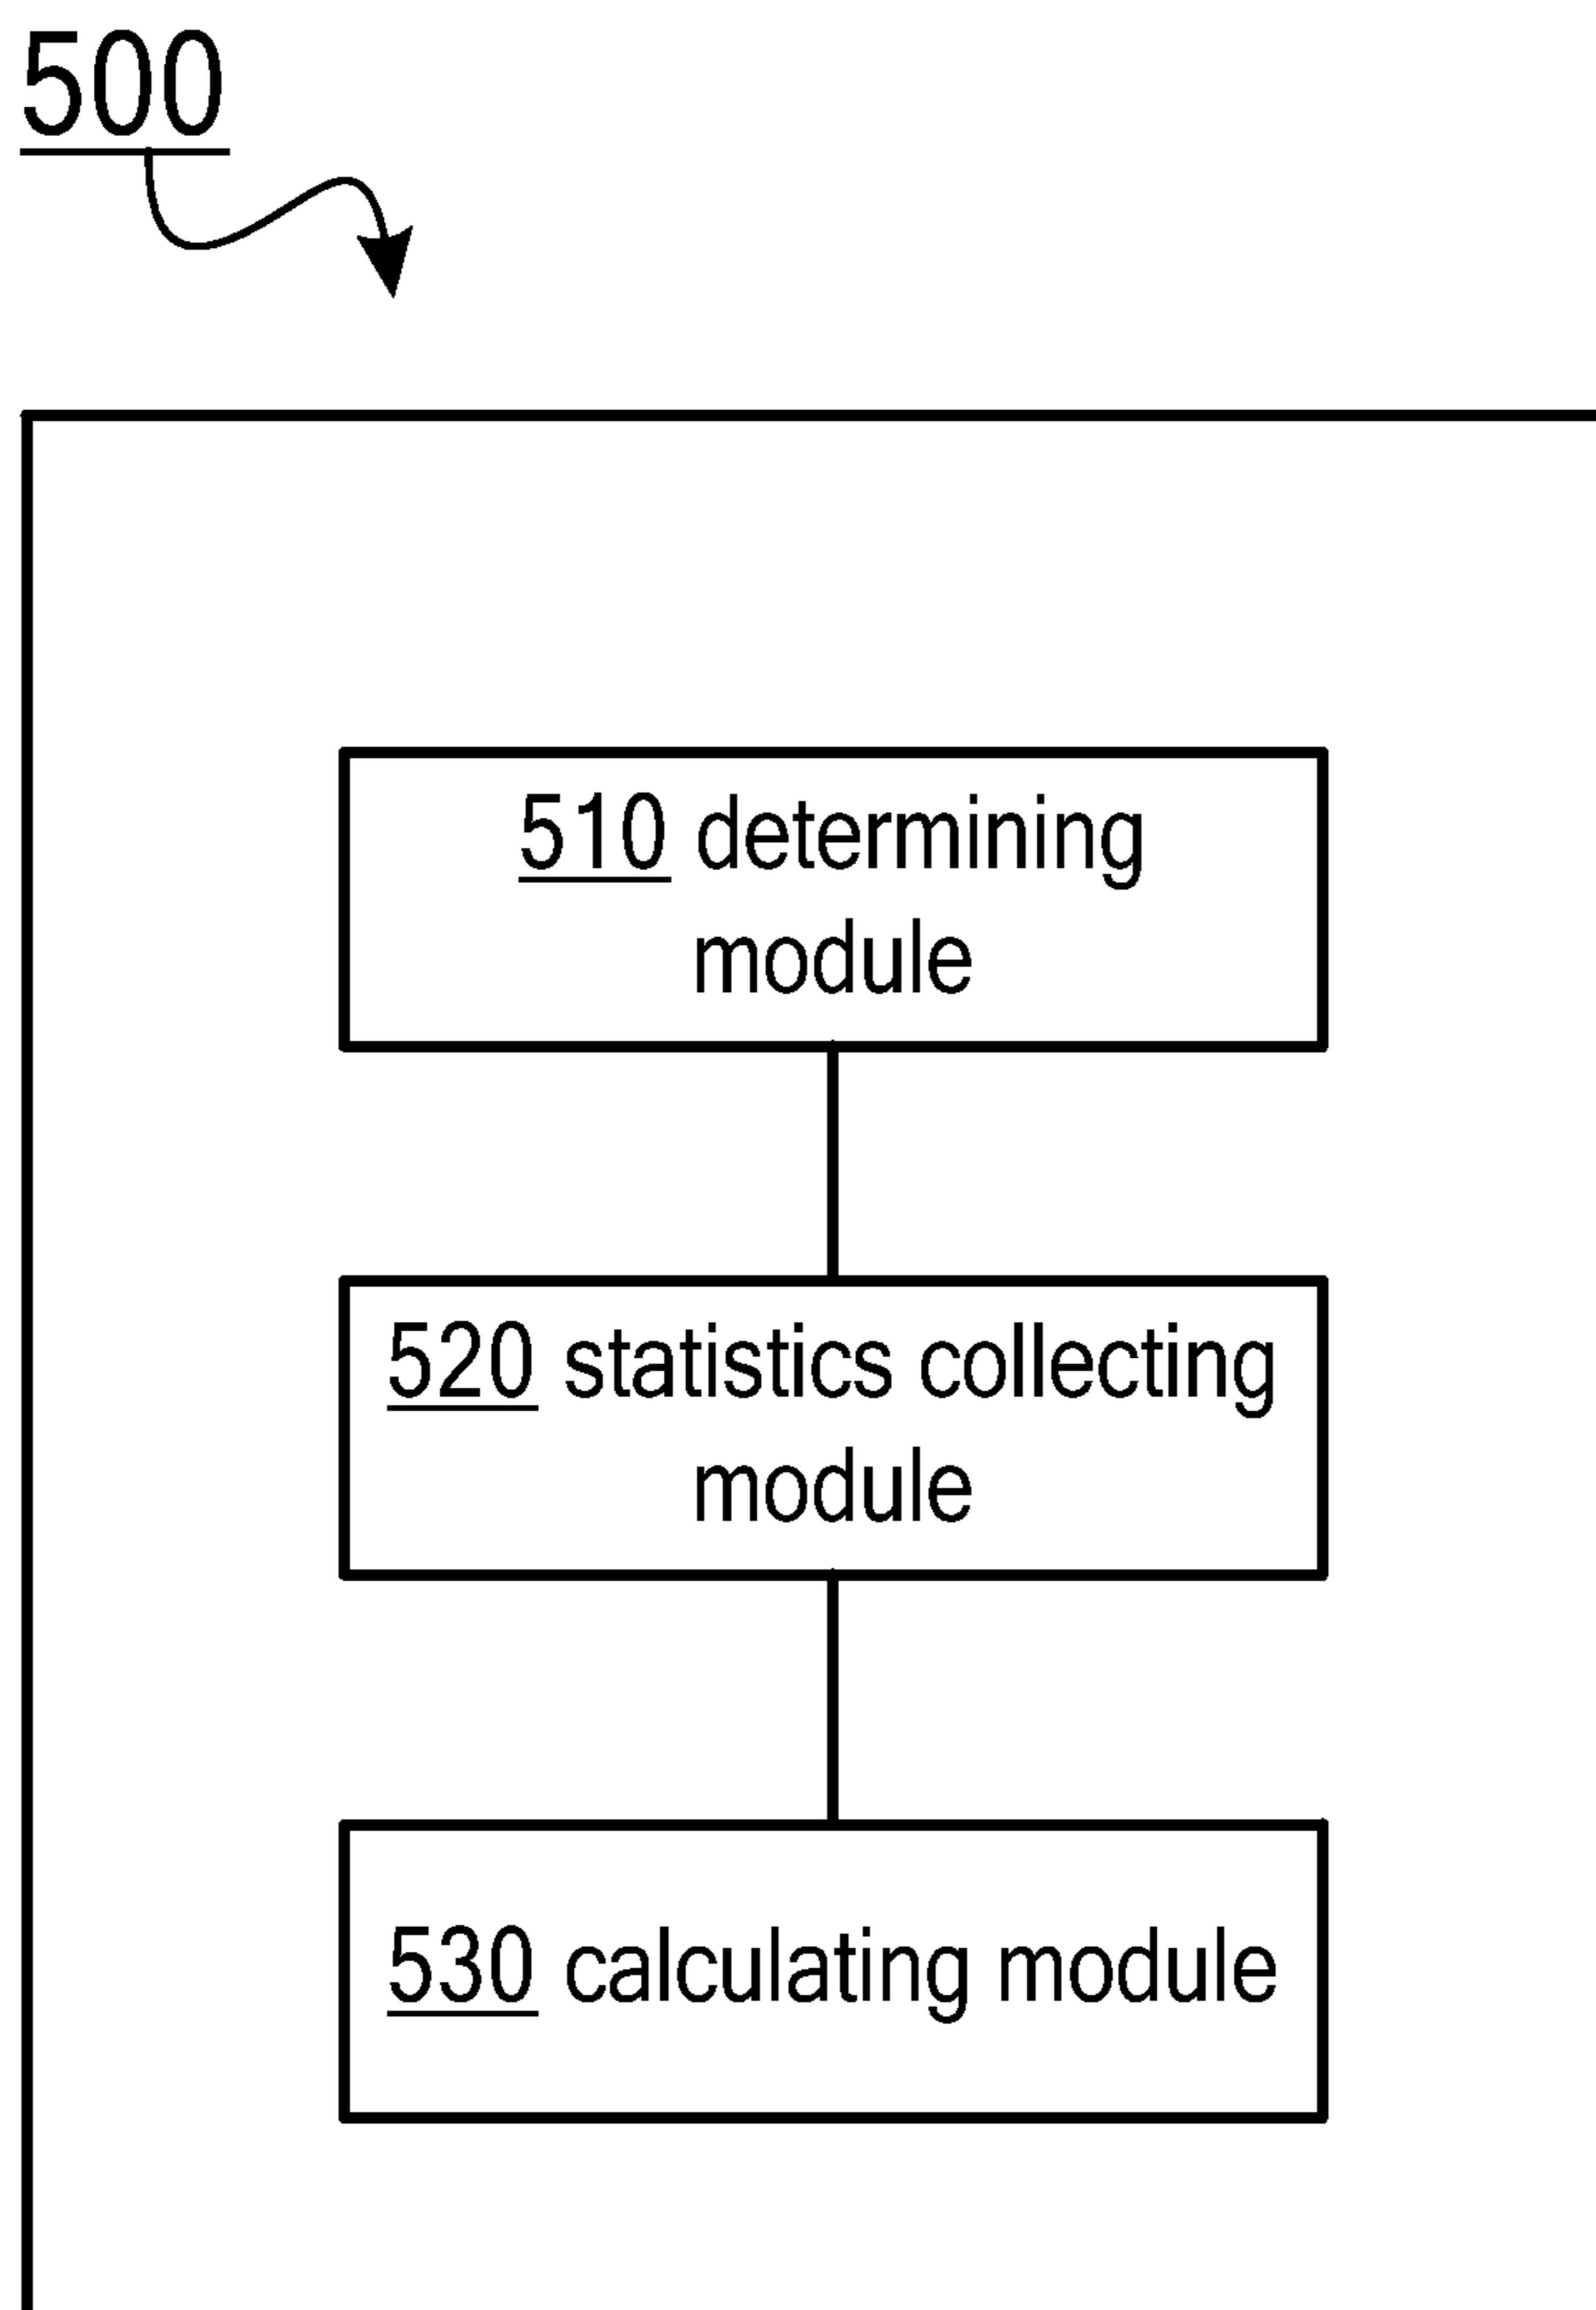 500
510 determining
module
520 statistics collecting
module
530 calculating module